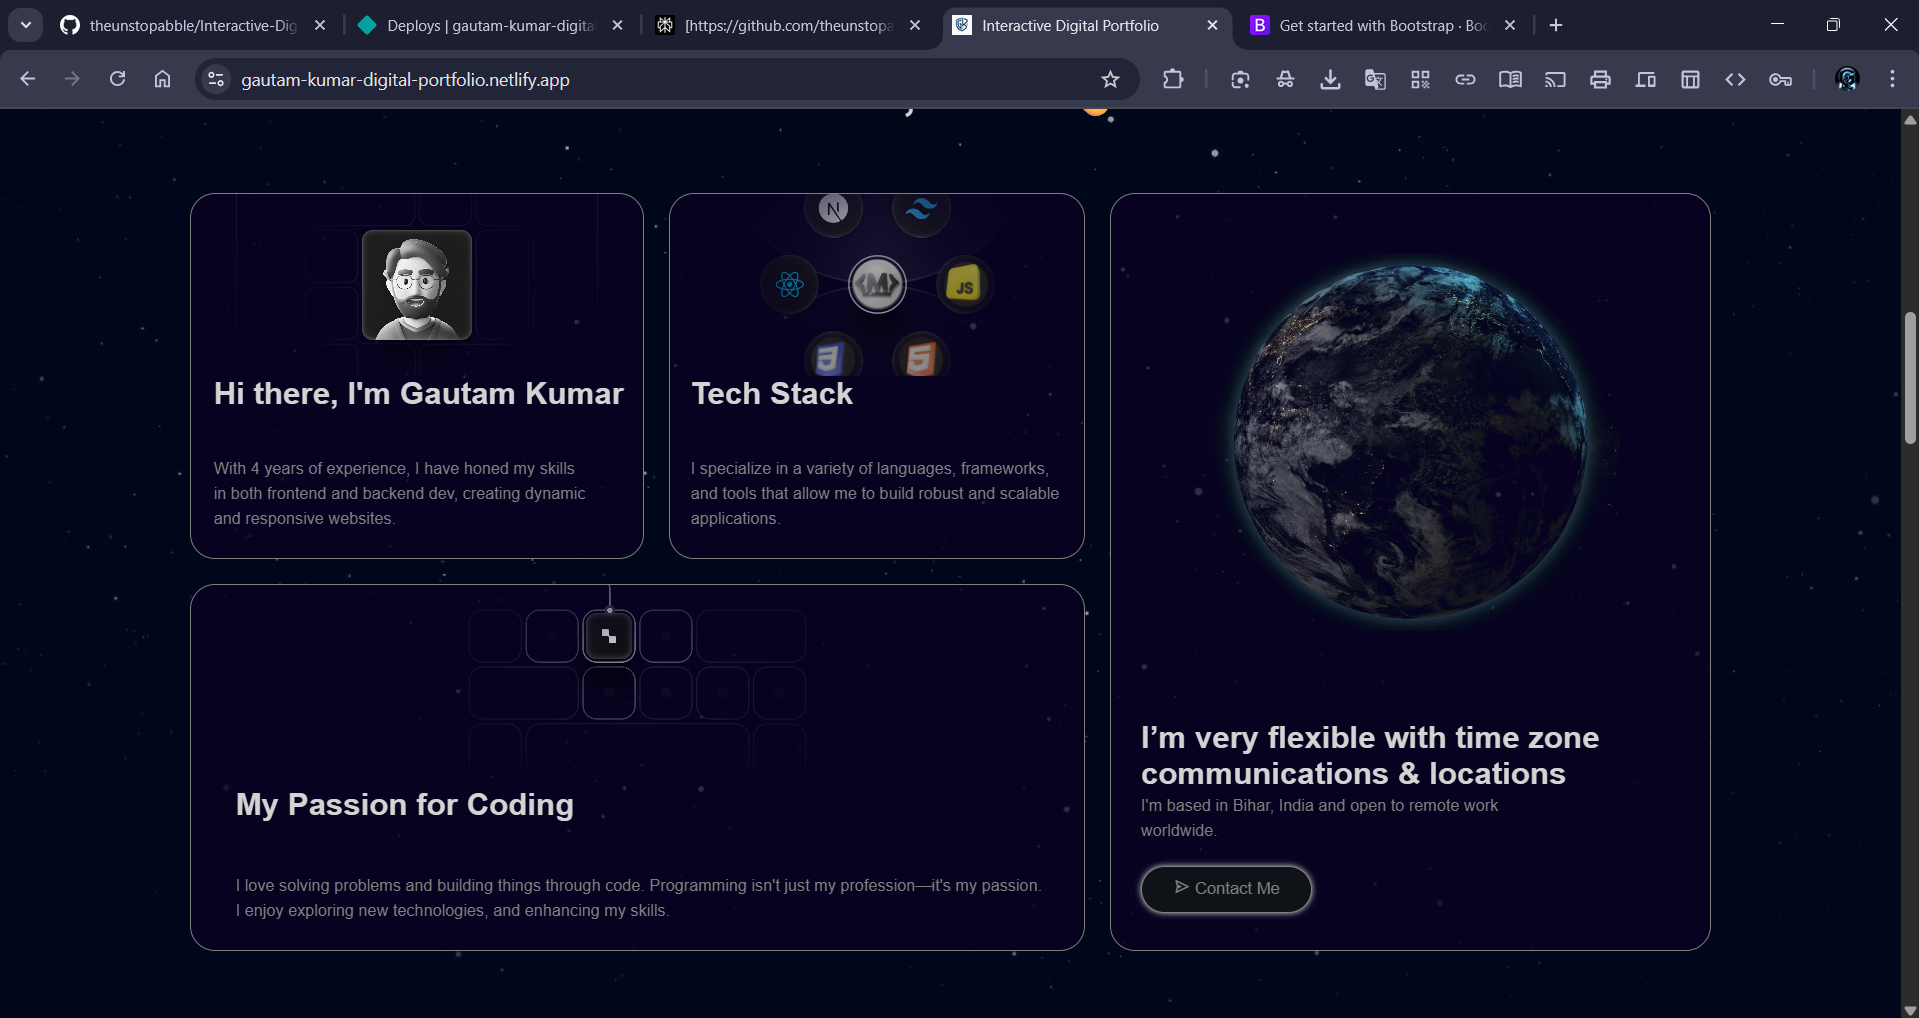 theunstopabble/Interactive-Dig
Deploys | gautam-kumar-digital
[https://github.com/theunstopa
Interactive Digital Portfolio
B
Get started with Bootstrap · Boo
gautam-kumar-digital-portfolio.netlify.app
N
<M>
JS
3
5
Hi there, I'm Gautam Kumar
With 4 years of experience, I have honed my skills
in both frontend and backend dev, creating dynamic
and responsive websites.
Tech Stack
I specialize in a variety of languages, frameworks,
and tools that allow me to build robust and scalable
applications.
My Passion for Coding
I love solving problems and building things through code. Programming isn't just my profession—it's my passion.
I enjoy exploring new technologies, and enhancing my skills.
I’m very flexible with time zone
communications & locations
I'm based in Bihar, India and open to remote work
worldwide.
Contact Me